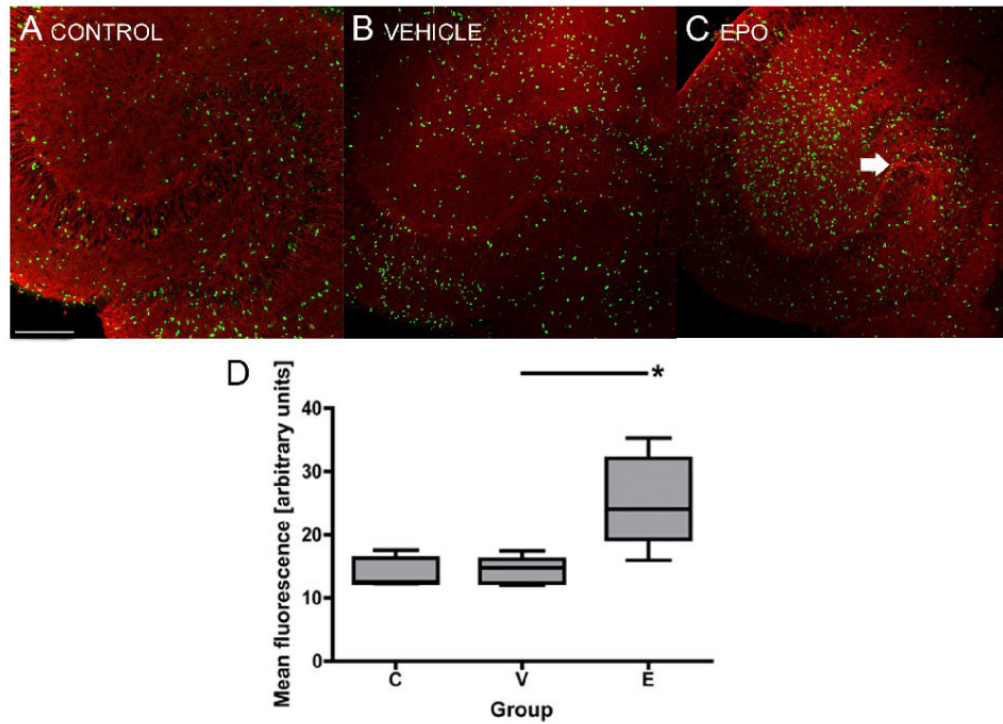 A CONTROL
B VEHICLE
C EPO
D
*
Mean fluorescence [arbitrary units]
40
30
20
10
0
C
V
E
Group